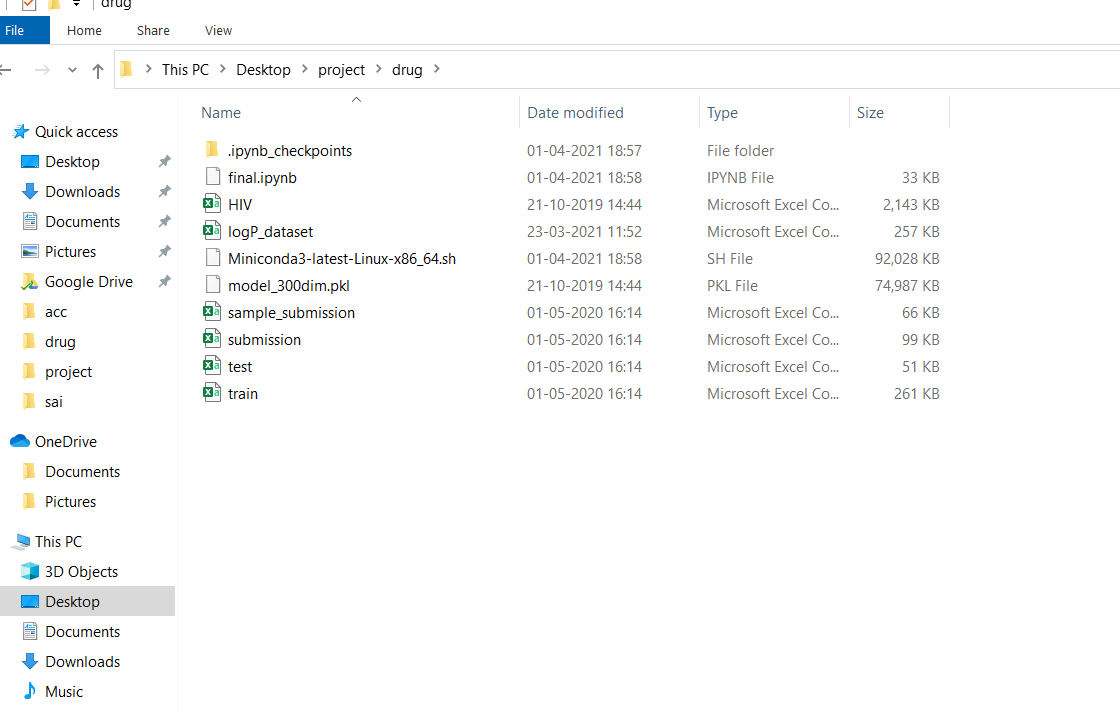 drug
File Home Share View
This PC Desktop project drug
Name Date modified Type Size
Quick access
Desktop
Downloads
Documents
Pictures
Google Drive
acc
drug
project
sai
OneDrive
Documents
Pictures
This PC
3D Objects
Desktop
Documents
Downloads
Music
.ipynb_checkpoints 01-04-2021 18:57 File folder
final.ipynb 01-04-2021 18:58 IPYNB File 33 KB
HIV 21-10-2019 14:44 Microsoft Excel Co... 2,143 KB
logP_dataset 23-03-2021 11:52 Microsoft Excel Co... 257 KB
Miniconda3-latest-Linux-x86_64.sh 01-04-2021 18:58 SH File 92,028 KB
model_300dim.pkl 21-10-2019 14:44 PKL File 74,987 KB
sample_submission 01-05-2020 16:14 Microsoft Excel Co... 66 KB
submission 01-05-2020 16:14 Microsoft Excel Co... 99 KB
test 01-05-2020 16:14 Microsoft Excel Co... 51 KB
train 01-05-2020 16:14 Microsoft Excel Co... 261 KB